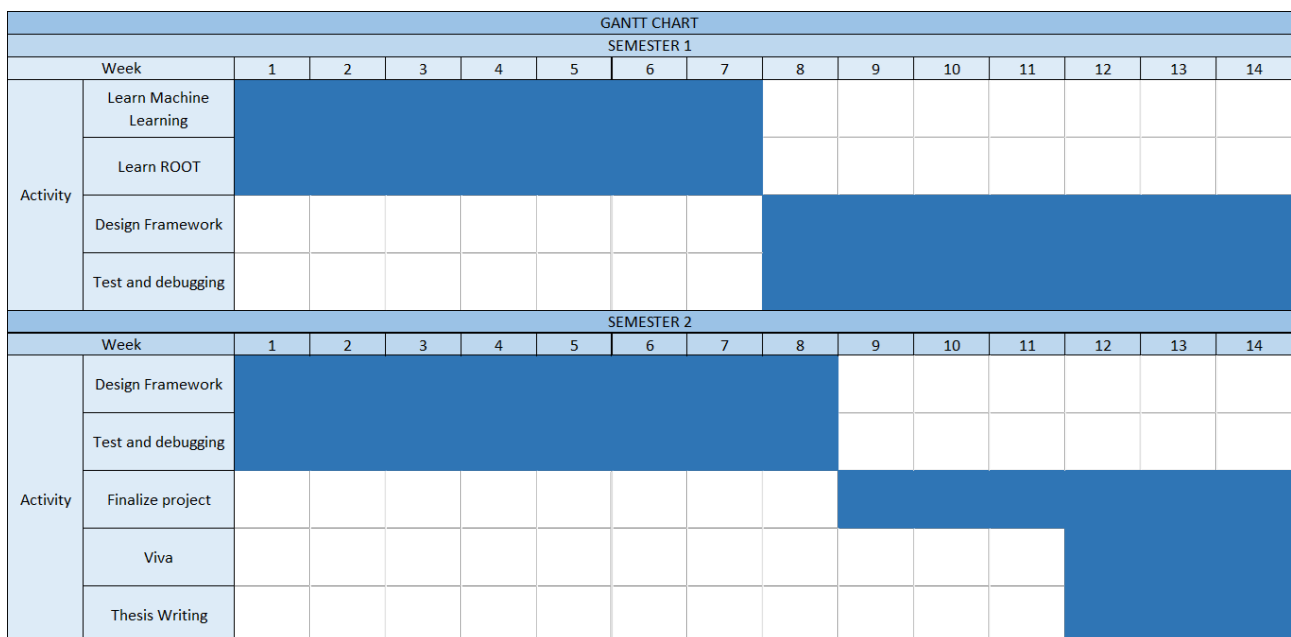 GANTT CHART
SEMESTER 1
Week 1 2 3 4 5 6 7 8 9 10 11 12 13 14
Activity
Learn Machine
Learning
Learn ROOT
Design Framework
Test and debugging
SEMESTER 2
Week 1 2 3 4 5 6 7 8 9 10 11 12 13 14
Activity
Design Framework
Test and debugging
Finalize project
Viva
Thesis Writing